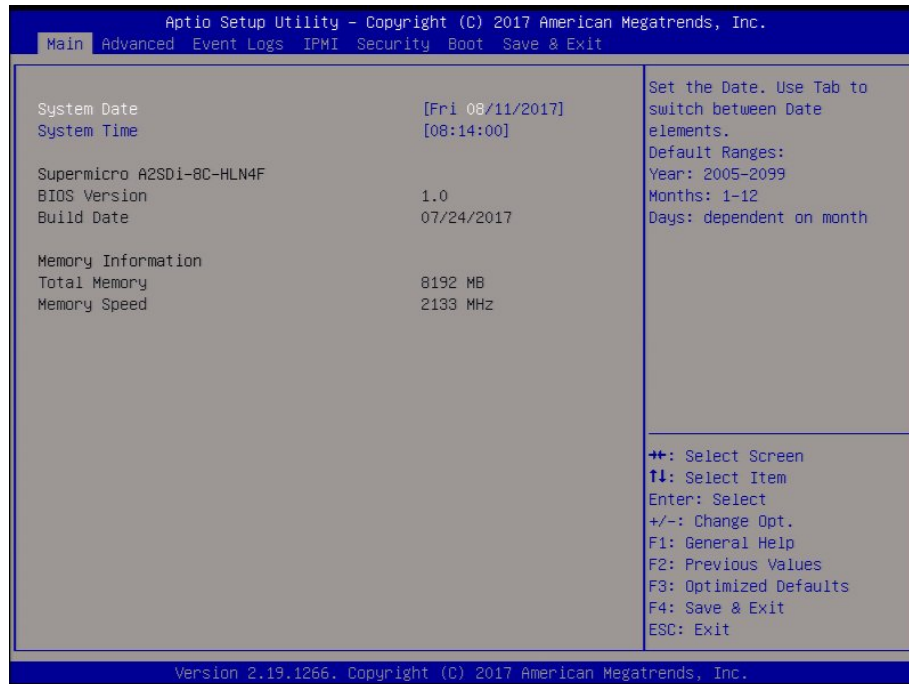 Aptio Setup Utility - Copyright (C) 2017 American Megatrends, Inc.
Main Advanced Event Logs IPMI Security Boot Save & Exit
System Date [Fri 08/11/2017]
System Time [08:14:00]
Supermicro A2SDi-8C-HLN4F
BIOS Version 1.0
Build Date 07/24/2017
Memory Information
Total Memory 8192 MB
Memory Speed 2133 MHz
Set the Date. Use Tab to
switch between Date
elements.
Default Ranges:
Year: 2005-2099
Months: 1-12
Days: dependent on month
→←: Select Screen
↑↓: Select Item
Enter: Select
+/-: Change Opt.
F1: General Help
F2: Previous Values
F3: Optimized Defaults
F4: Save & Exit
ESC: Exit
Version 2.19.1266. Copyright (C) 2017 American Megatrends, Inc.